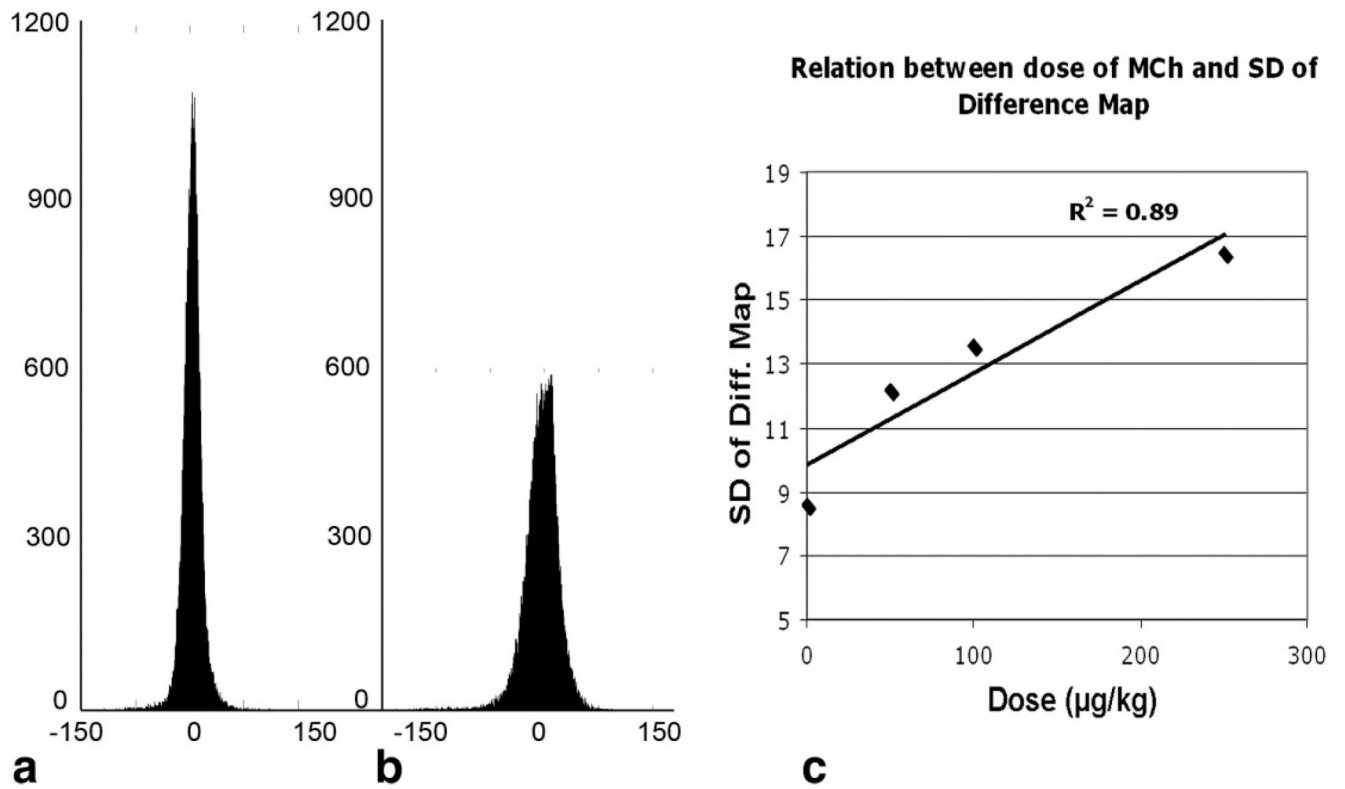 1200
900
600
300
0
-150 0 150
a
1200
900
600
300
0
-150 0 150
b
Relation between dose of MCh and SD of
Difference Map
R² = 0.89
SD of Diff. Map
19
17
15
13
11
9
7
5
0 100 200 300
Dose (µg/kg)
c